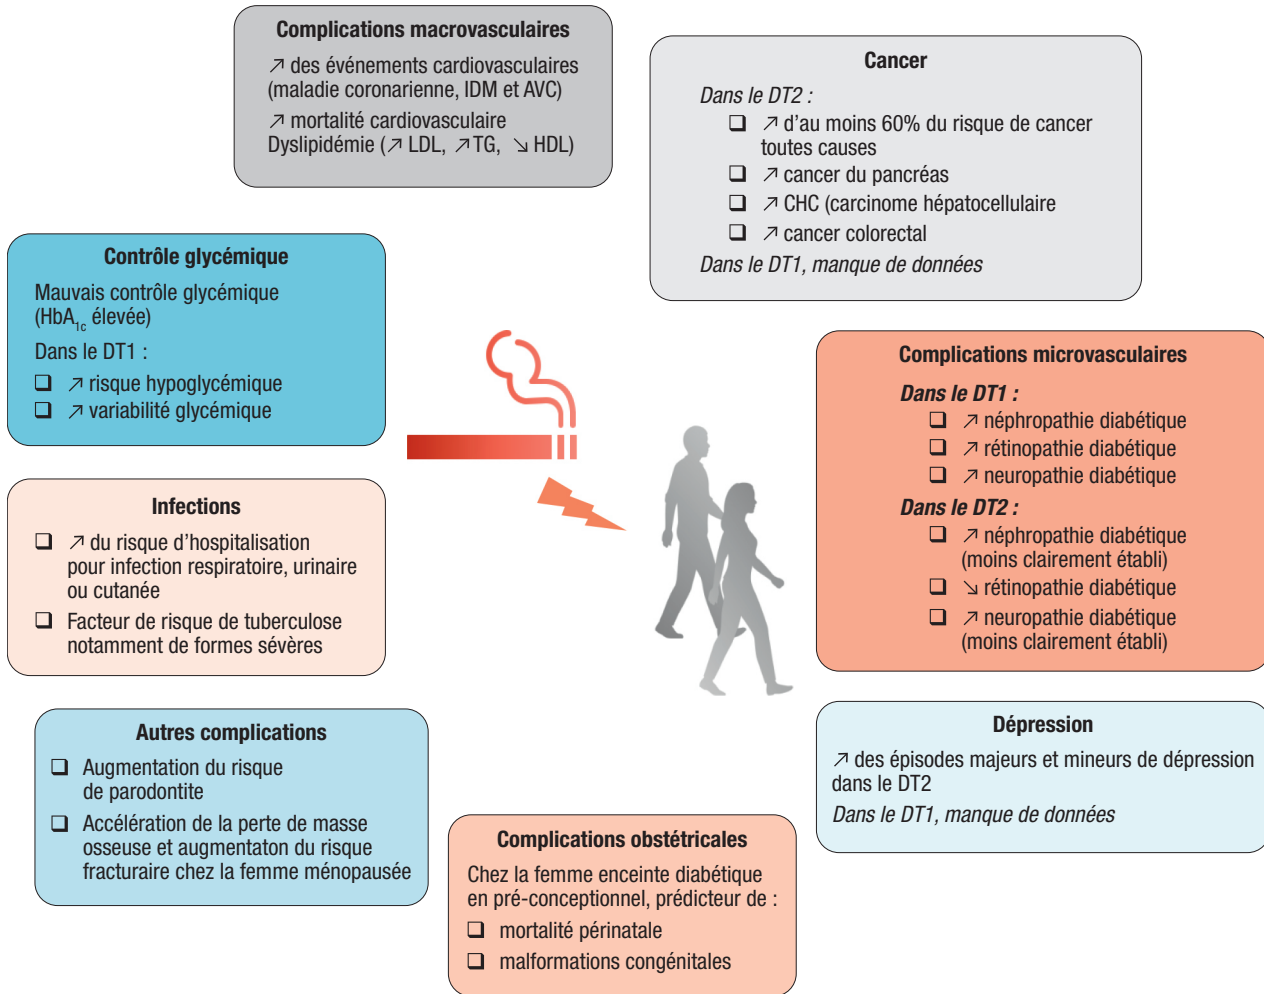 Complications macrovasculaires
↗ des événements cardiovasculaires
(maladie coronarienne, IDM et AVC)
↗ mortalité cardiovasculaire
Dyslipidémie (↗ LDL, ↗ TG, ↘ HDL)
Cancer
Dans le DT2 :
❏ ↗ d'au moins 60% du risque de cancer
toutes causes
❏ ↗ cancer du pancréas
❏ ↗ CHC (carcinome hépatocellulaire
❏ ↗ cancer colorectal
Dans le DT1, manque de données
Contrôle glycémique
Mauvais contrôle glycémique
(HbA1c élevée)
Dans le DT1 :
❏ ↗ risque hypoglycémique
❏ ↗ variabilité glycémique
Complications microvasculaires
Dans le DT1 :
❏ ↗ néphropathie diabétique
❏ ↗ rétinopathie diabétique
❏ ↗ neuropathie diabétique
Dans le DT2 :
❏ ↗ néphropathie diabétique
(moins clairement établi)
❏ ↘ rétinopathie diabétique
❏ ↗ neuropathie diabétique
(moins clairement établi)
Infections
❏ ↗ du risque d'hospitalisation
pour infection respiratoire, urinaire
ou cutanée
❏ Facteur de risque de tuberculose
notamment de formes sévères
Autres complications
❏ Augmentation du risque
de parodontite
❏ Accélération de la perte de masse
osseuse et augmentaton du risque
fracturaire chez la femme ménopausée
Dépression
↗ des épisodes majeurs et mineurs de dépression
dans le DT2
Dans le DT1, manque de données
Complications obstétricales
Chez la femme enceinte diabétique
en pré-conceptionnel, prédicteur de :
❏ mortalité périnatale
❏ malformations congénitales